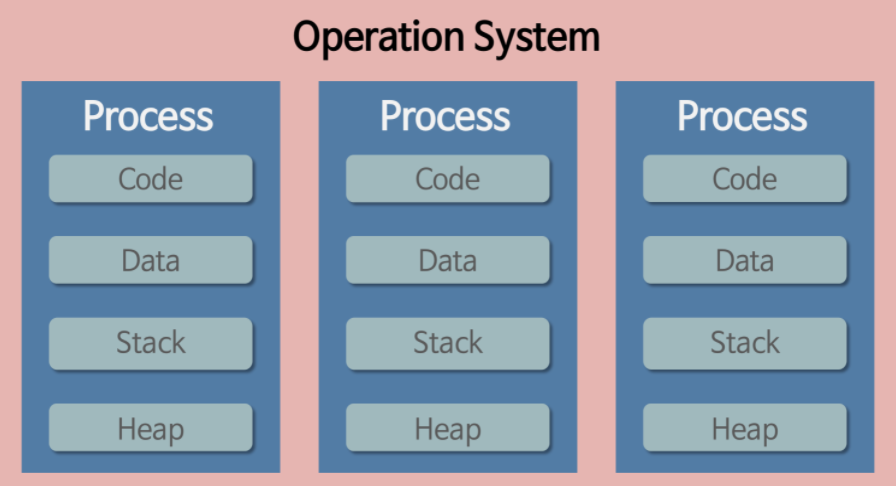 Operation System
Process
Code
Data
Stack
Heap
Process
Code
Data
Stack
Heap
Process
Code
Data
Stack
Heap